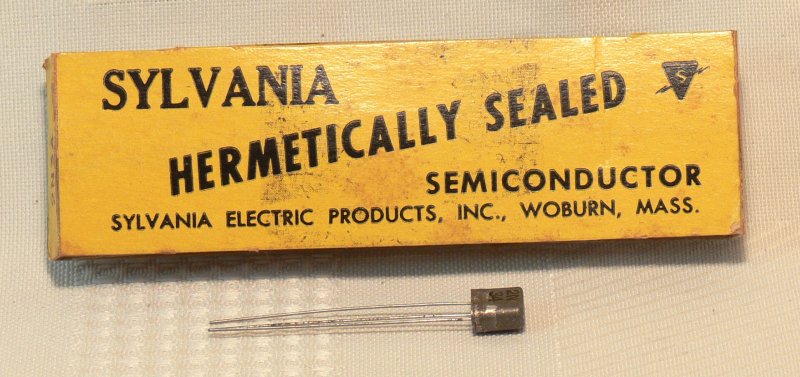 SYLVANIA
S
HERMETICALLY SEALED
SEMICONDUCTOR
SYLVANIA ELECTRIC PRODUCTS, INC., WOBURN, MASS.